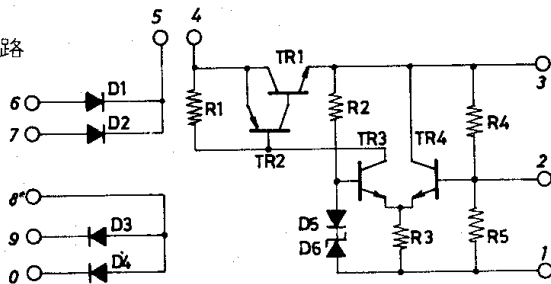 5 4
路
TR1
3
6 D1
R1 R2 R4
7 D2
TR2 TR3 TR4
2
8*
D5
9 D3
D6 R3 R5
0 D4
1